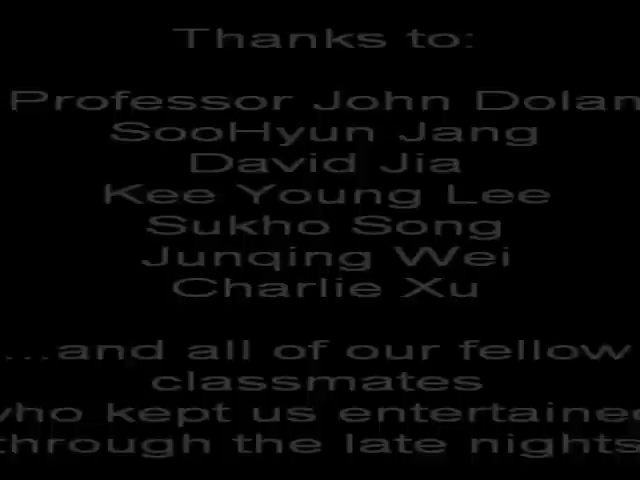 Thanks to:
Professor John Dolan
SooHyun Jang
David Jia
Kee Young Lee
Sukho Song
Junqing Wei
Charlie Xu
...and all of our fellow
classmates
who kept us entertained
through the late nights